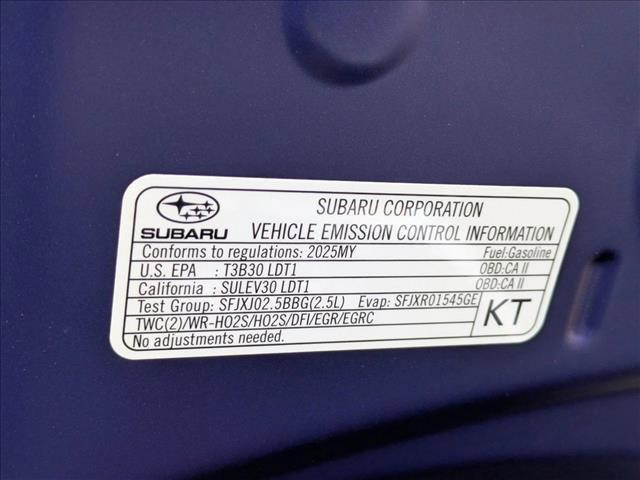 SUBARU
SUBARU CORPORATION
VEHICLE EMISSION CONTROL INFORMATION
Conforms to regulations: 2025MY Fuel:Gasoline
U.S. EPA : T3B30 LDT1 OBD:CA II
California : SULEV30 LDT1 OBD:CA II
Test Group: SFJXJ02.5BBG(2.5L) Evap: SFJXR01545GE
TWC(2)/WR-HO2S/HO2S/DFI/EGR/EGRC
No adjustments needed.
KT